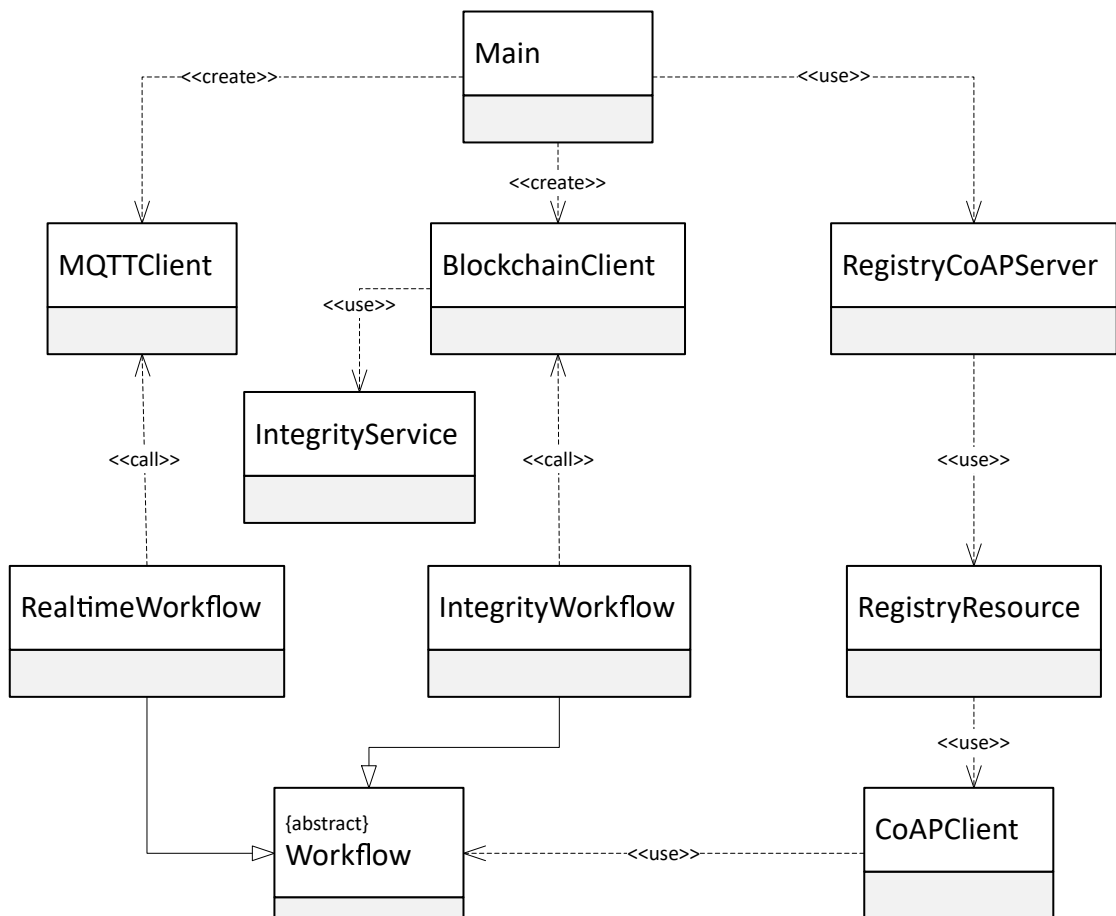 Main
<<create>>
<<use>>
<<create>>
MQTTClient
BlockchainClient
RegistryCoAPServer
<<use>>
IntegrityService
<<call>>
<<call>>
<<use>>
RealtimeWorkflow
IntegrityWorkflow
RegistryResource
<<use>>
{abstract}
Workflow
<<use>>
CoAPClient